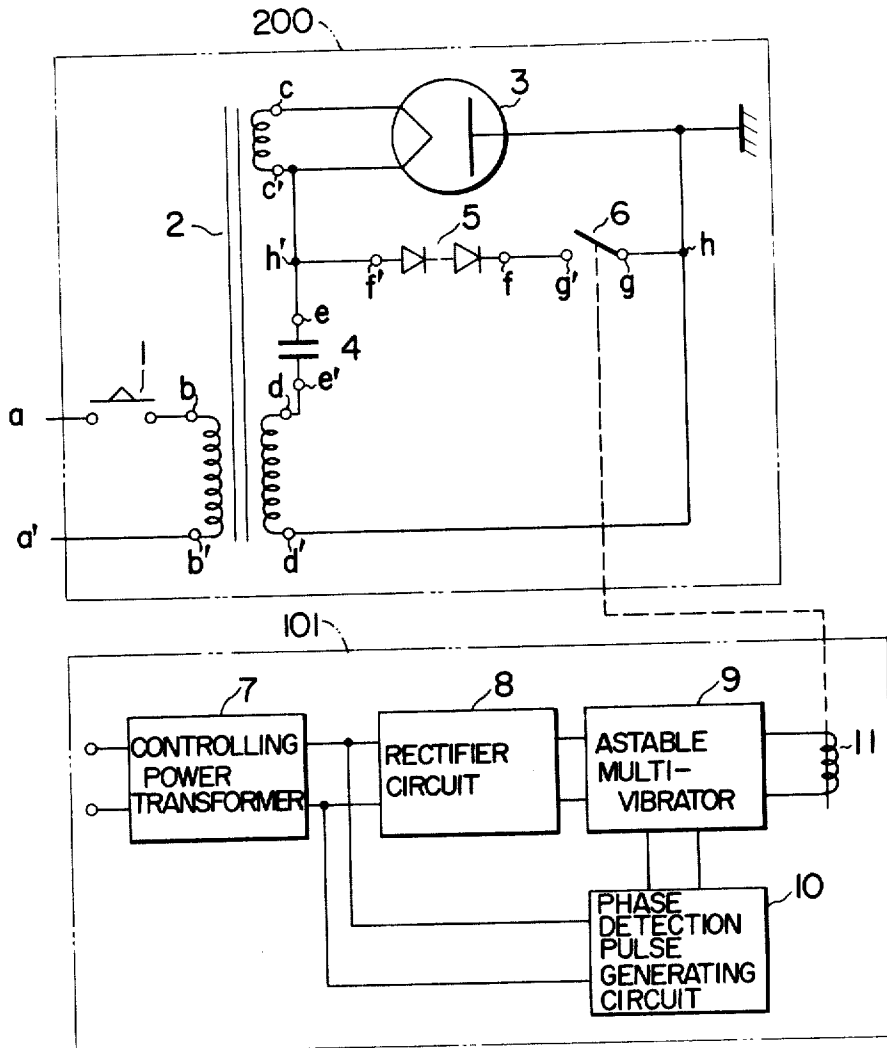 200
c
3
c'
2
5
6
h'
f'
f
g'
g
h
e
4
e'
1
b
d
a
a'
b'
d'
101
7
8
9
CONTROLLING
POWER
TRANSFORMER
RECTIFIER
CIRCUIT
ASTABLE
MULTI-
VIBRATOR
11
10
PHASE
DETECTION
PULSE
GENERATING
CIRCUIT